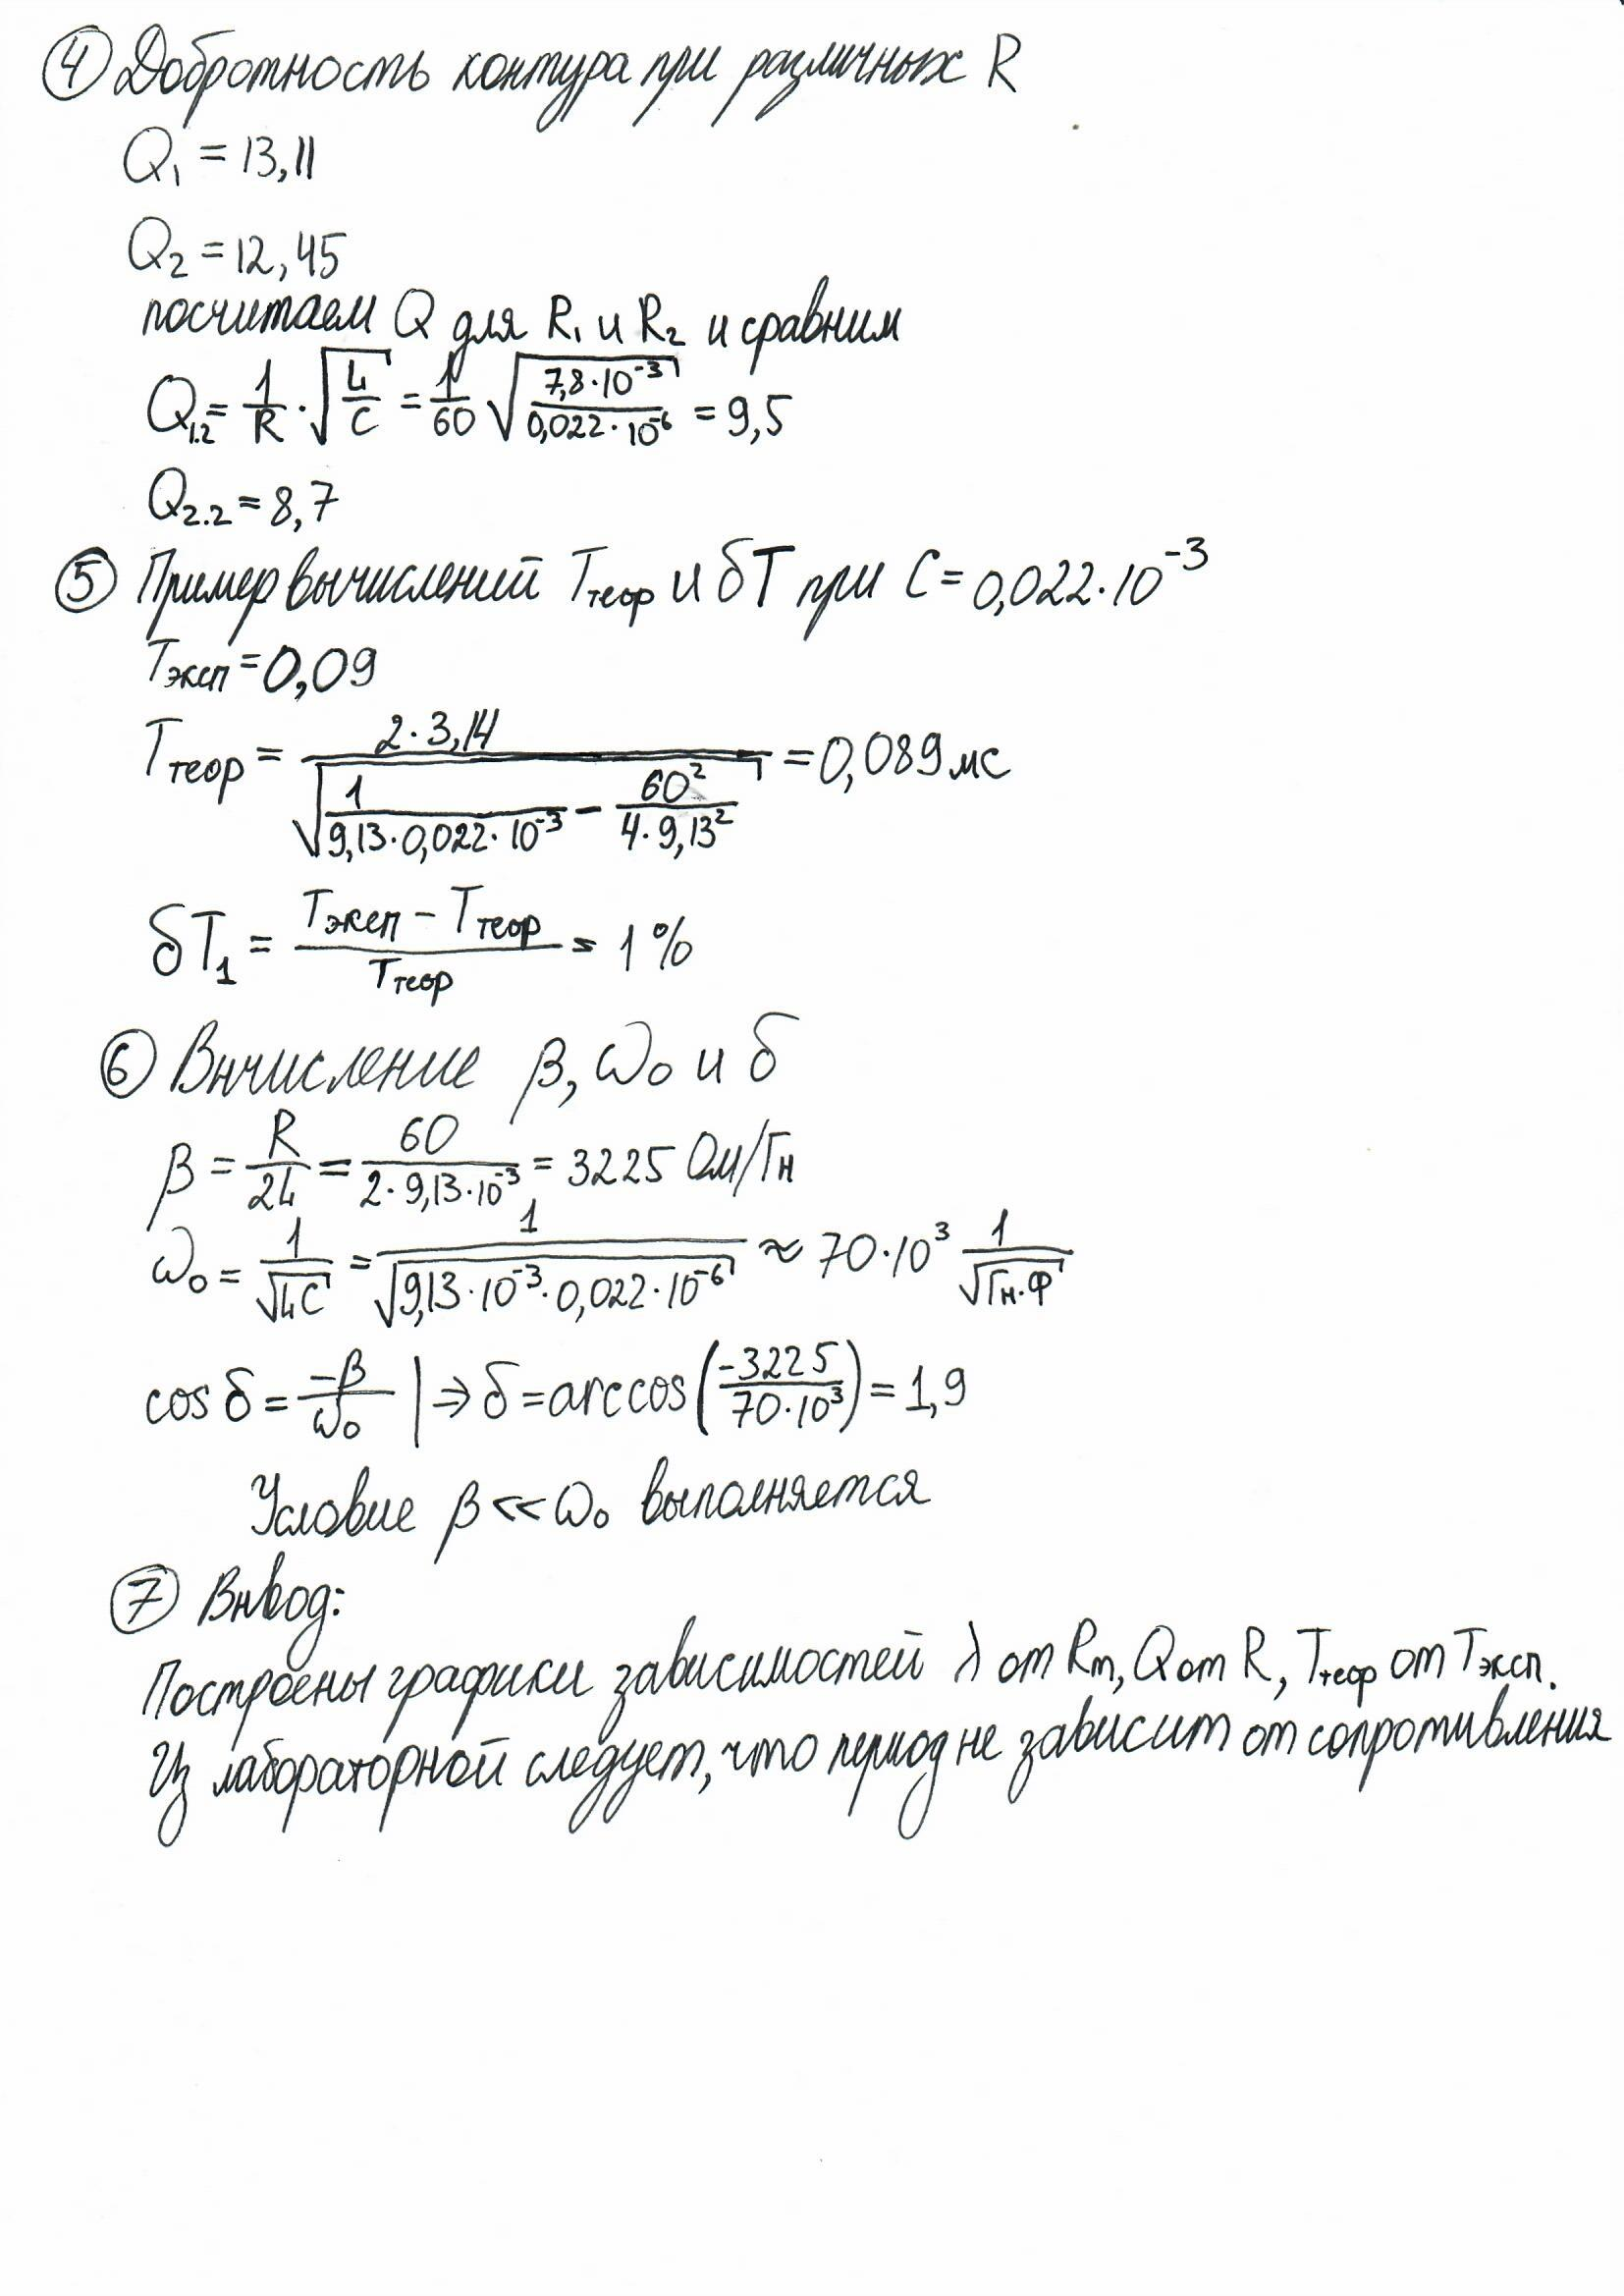 ④ Добротность контура при различных R
Q₁ = 13,11
Q₂ = 12,45
посчитаем Q для R₁ и R₂ и сравним
Q₁.₂ = 1/R · √(L/C) = 1/60 √(7,8·10⁻³ / 0,022·10⁻⁶) = 9,5
Q₂.₂ = 8,7
⑤ Пример вычислений Tтеор и δT при C = 0,022·10⁻³
Tэксп = 0,09
Tтеор = 2·3,14 / √(1/(9,13·0,022·10⁻³) − 60²/(4·9,13²)) = 0,089 мс
δT₁ = (Tэксп − Tтеор) / Tтеор = 1%
⑥ Вычисление β, ω₀ и δ
β = R/2L = 60/(2·9,13·10⁻³) = 3225 Ом/Гн
ω₀ = 1/√(LC) = 1/√(9,13·10⁻³·0,022·10⁻⁶) ≈ 70·10³ 1/√(Гн·Ф)
cos δ = −β/ω₀ | ⇒ δ = arccos(−3225/70·10³) = 1,9
Условие β << ω₀ выполняется
⑦ Вывод:
Построены графики зависимостей λ от Rm, Q от R, Tтеор от Tэксп.
Из лабораторной следует, что период не зависит от сопротивления